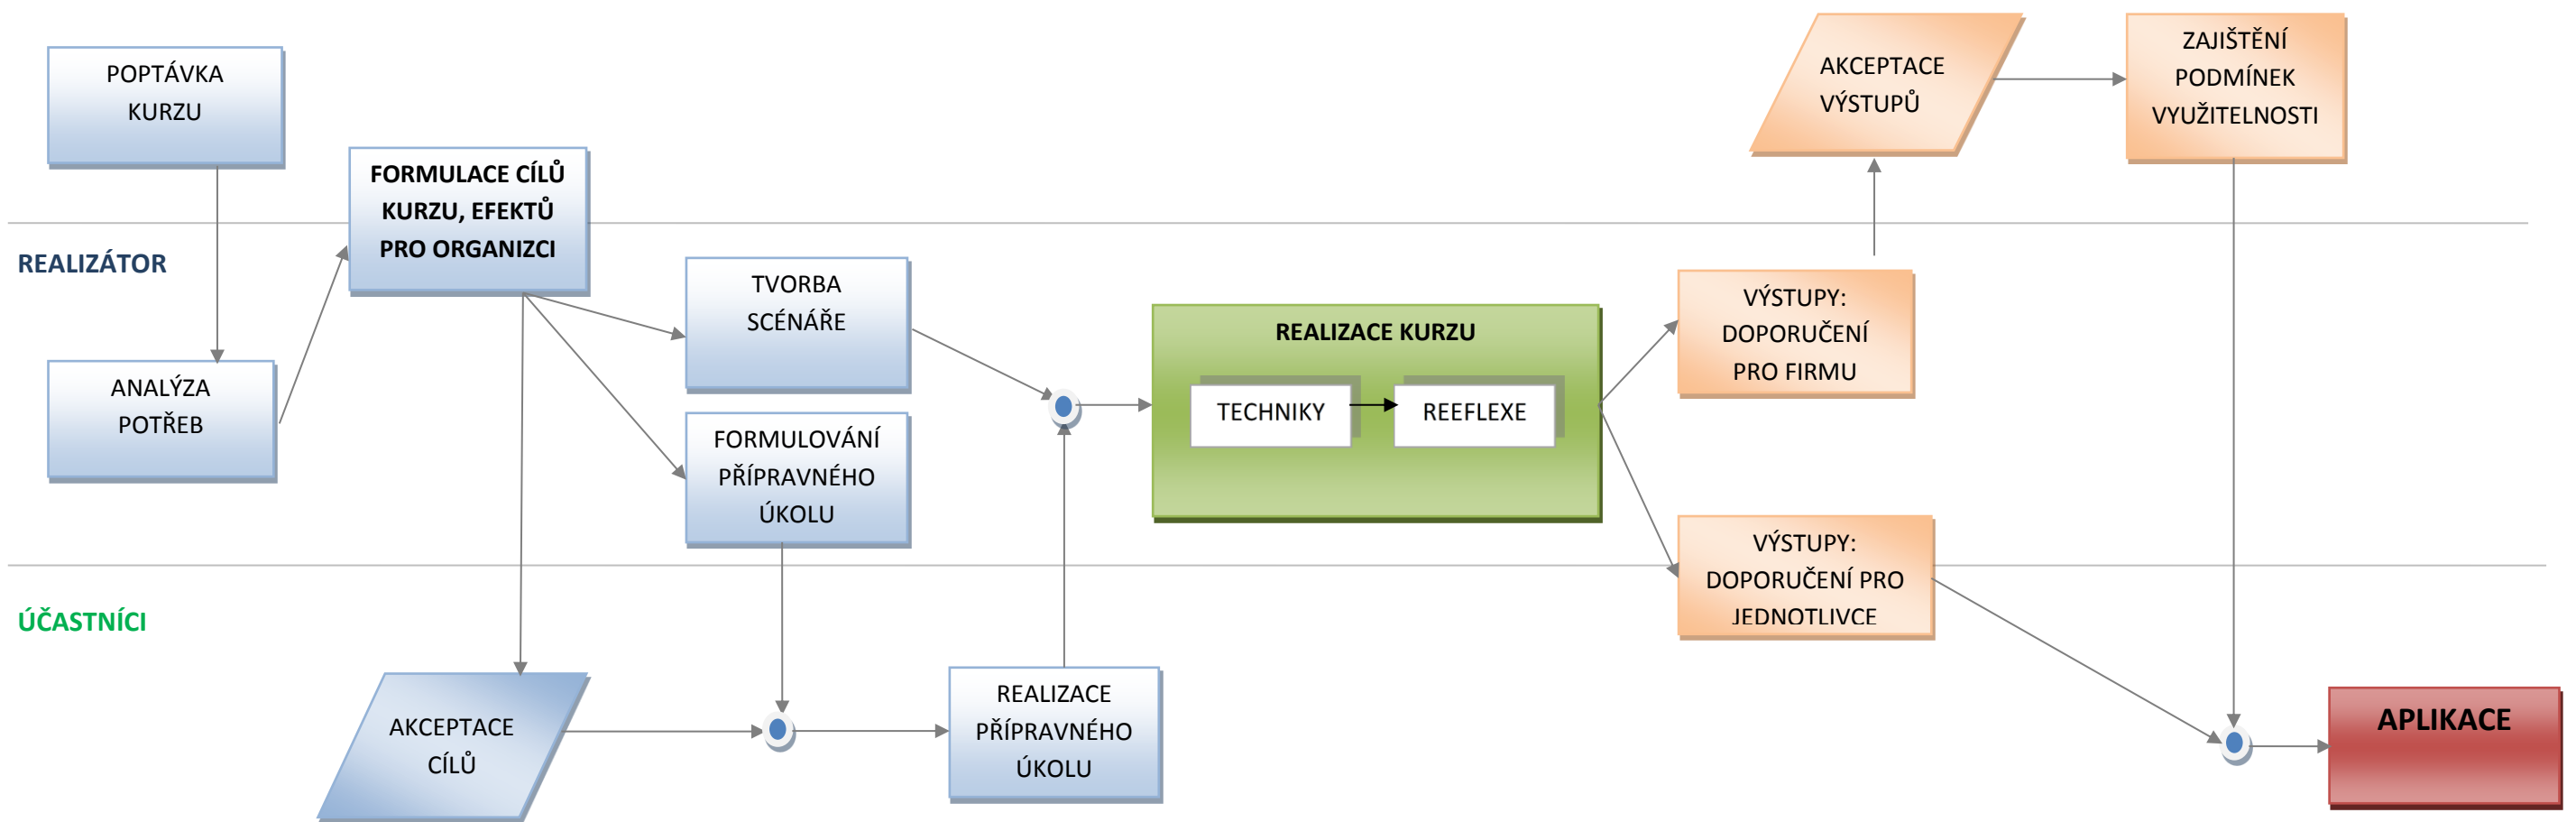 POPTÁVKA
KURZU
AKCEPTACE
VÝSTUPŮ
ZAJIŠTĚNÍ
PODMÍNEK
VYUŽITELNOSTI
FORMULACE CÍLŮ
KURZU, EFEKTŮ
PRO ORGANIZCI
REALIZÁTOR
ANALÝZA
POTŘEB
TVORBA
SCÉNÁŘE
FORMULOVÁNÍ
PŘÍPRAVNÉHO
ÚKOLU
REALIZACE KURZU
TECHNIKY
REEFLEXE
VÝSTUPY:
DOPORUČENÍ
PRO FIRMU
VÝSTUPY:
DOPORUČENÍ PRO
JEDNOTLIVCE
ÚČASTNÍCI
AKCEPTACE
CÍLŮ
REALIZACE
PŘÍPRAVNÉHO
ÚKOLU
APLIKACE